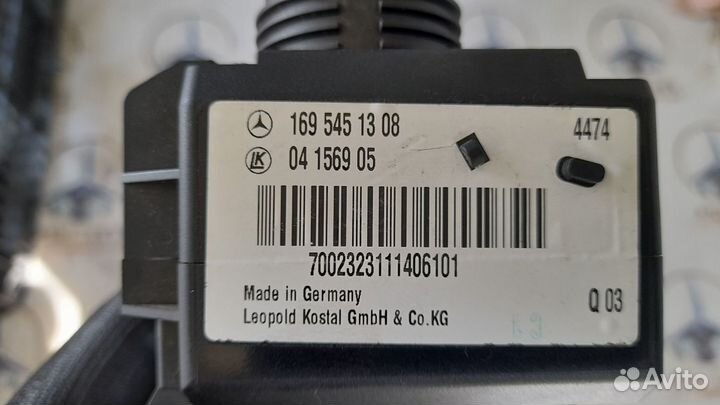 169 545 13 08
4474
LK
04 1569 05
7002323111406101
Made in Germany
Leopold Kostal GmbH & Co.KG
Q 03
Avito